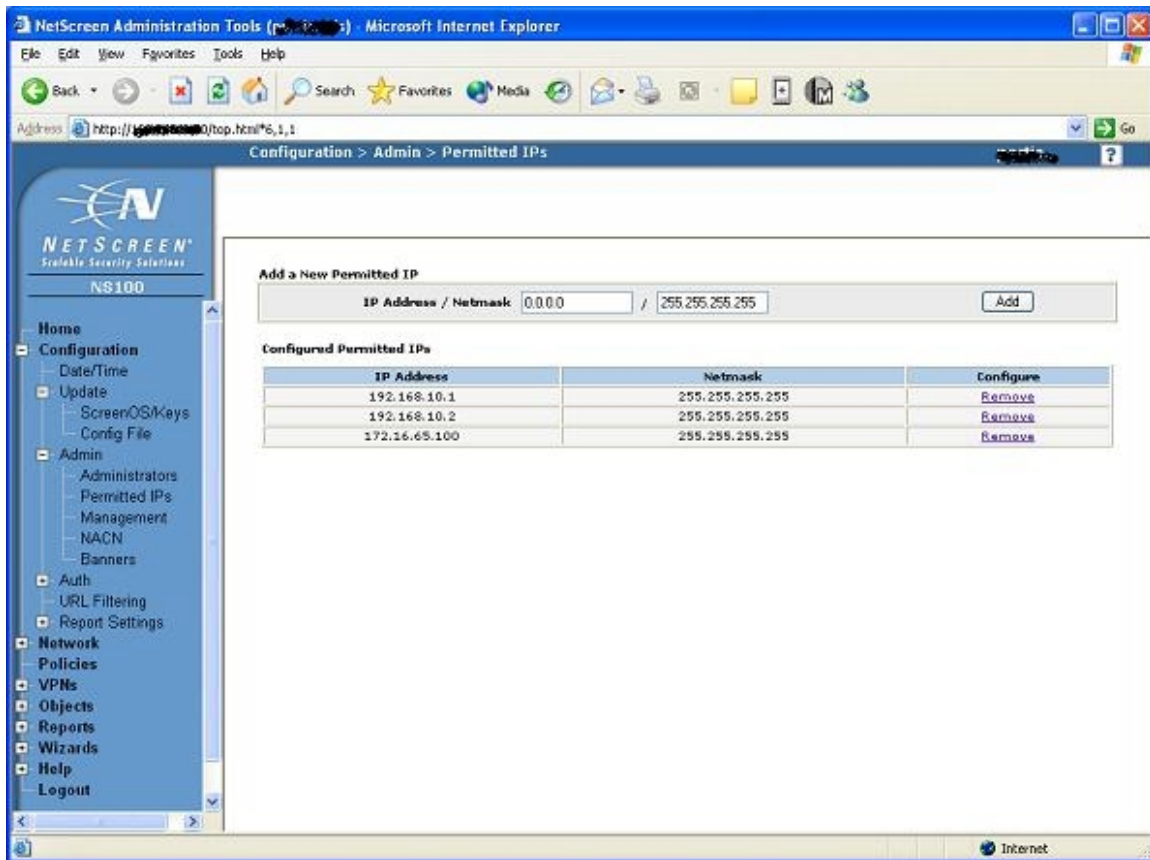 NetScreen Administration Tools ( ) - Microsoft Internet Explorer
File Edit View Favorites Tools Help
Back Search Favorites Media
Address http:// 0/top.html*6,1,1 Go
Configuration > Admin > Permitted IPs ?
N
NETSCREEN
Scalable Security Solutions
NS100
Home
Configuration
Date/Time
Update
ScreenOS/Keys
Config File
Admin
Administrators
Permitted IPs
Management
NACN
Banners
Auth
URL Filtering
Report Settings
Network
Policies
VPNs
Objects
Reports
Wizards
Help
Logout
Add a New Permitted IP
IP Address / Netmask 0.0.0.0 / 255.255.255.255 Add
Configured Permitted IPs
IP Address Netmask Configure
192.168.10.1 255.255.255.255 Remove
192.168.10.2 255.255.255.255 Remove
172.16.65.100 255.255.255.255 Remove
Internet